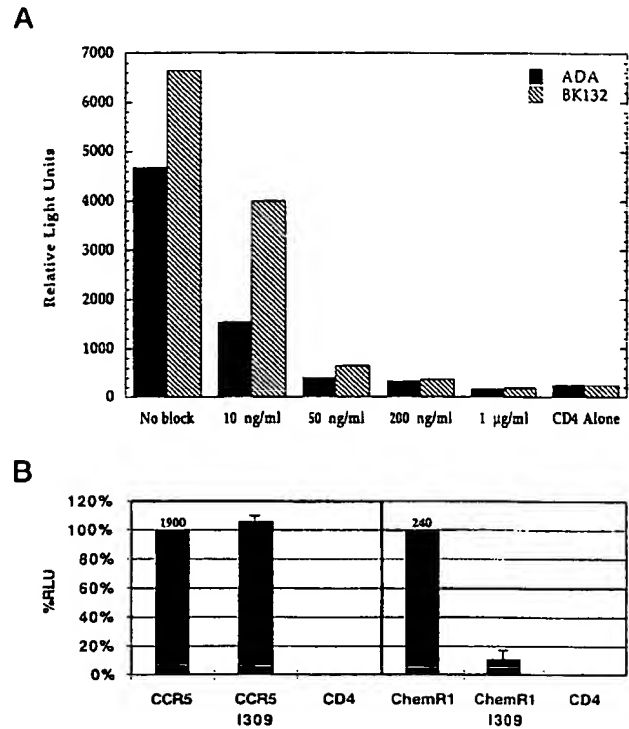 A
7000
6000
5000
4000
3000
2000
1000
0
Relative Light Units
ADA
BK132
No block 10 ng/ml 50 ng/ml 200 ng/ml 1 µg/ml CD4 Alone
B
120%
100%
80%
60%
40%
20%
0%
%RLU
1900
240
CCR5 CCR5 CD4 ChemR1 ChemR1 CD4
I309 I309